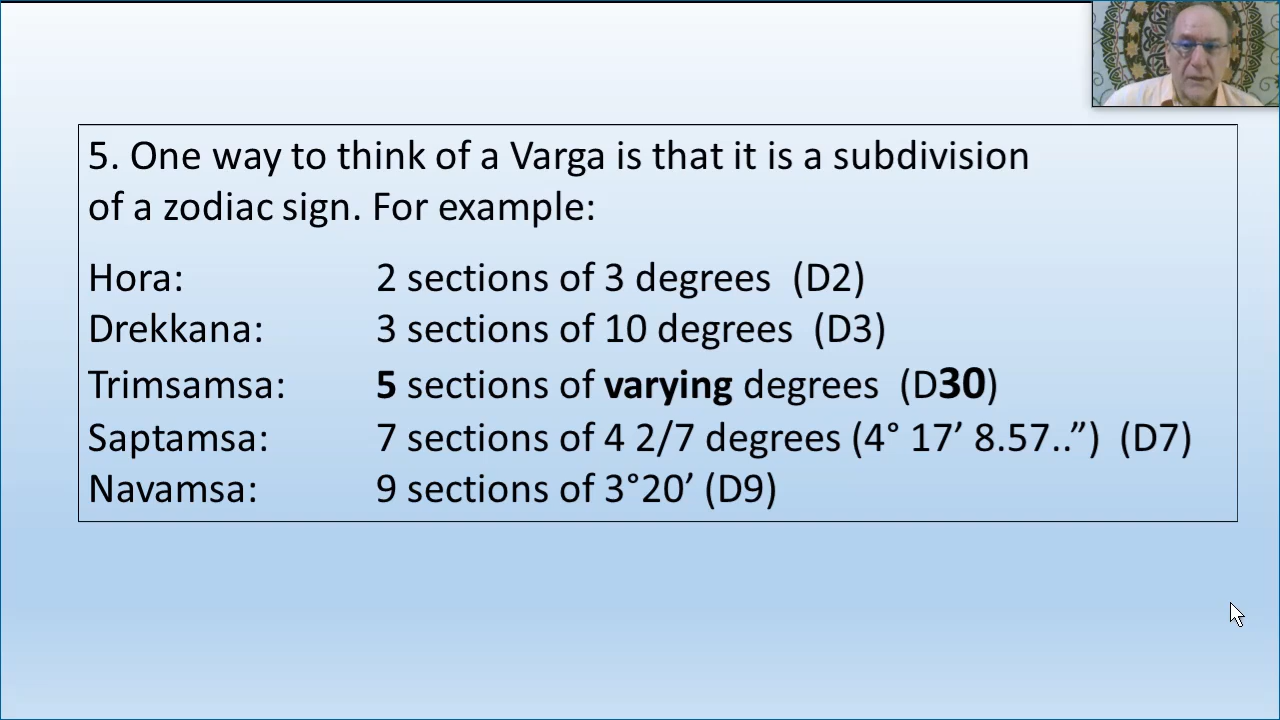 5. One way to think of a Varga is that it is a subdivision
of a zodiac sign. For example:
Hora: 2 sections of 3 degrees (D2)
Drekkana: 3 sections of 10 degrees (D3)
Trimsamsa: 5 sections of varying degrees (D30)
Saptamsa: 7 sections of 4 2/7 degrees (4° 17’ 8.57..”) (D7)
Navamsa: 9 sections of 3°20’ (D9)